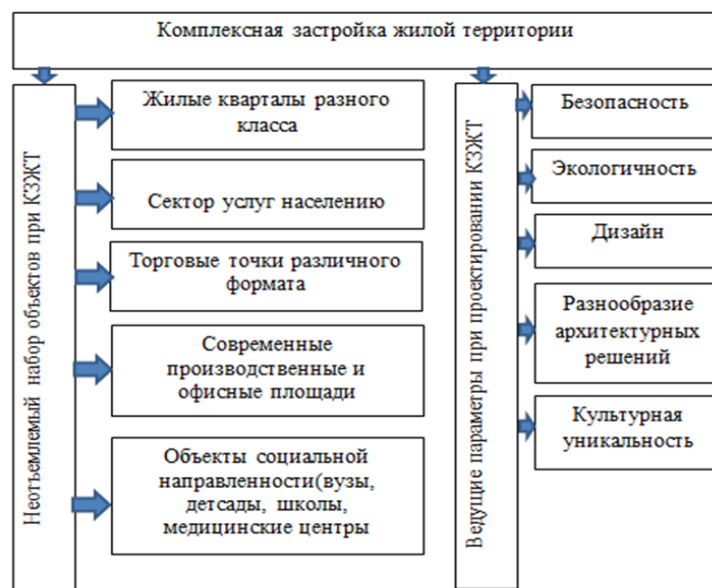 Комплексная застройка жилой территории
Неотъемлемый набор объектов при КЗЖТ
Жилые кварталы разного
класса
Сектор услуг населению
Торговые точки различного
формата
Современные
производственные и
офисные площади
Объекты социальной
направленности(вузы,
детсады, школы,
медицинские центры
Ведущие параметры при проектировании КЗЖТ
Безопасность
Экологичность
Дизайн
Разнообразие
архитектурных
решений
Культурная
уникальность